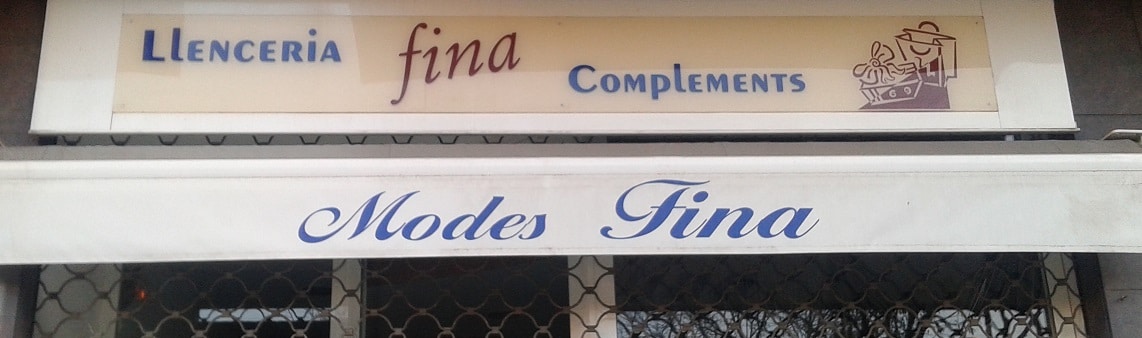 Llenceria fina Complements
Modes Fina